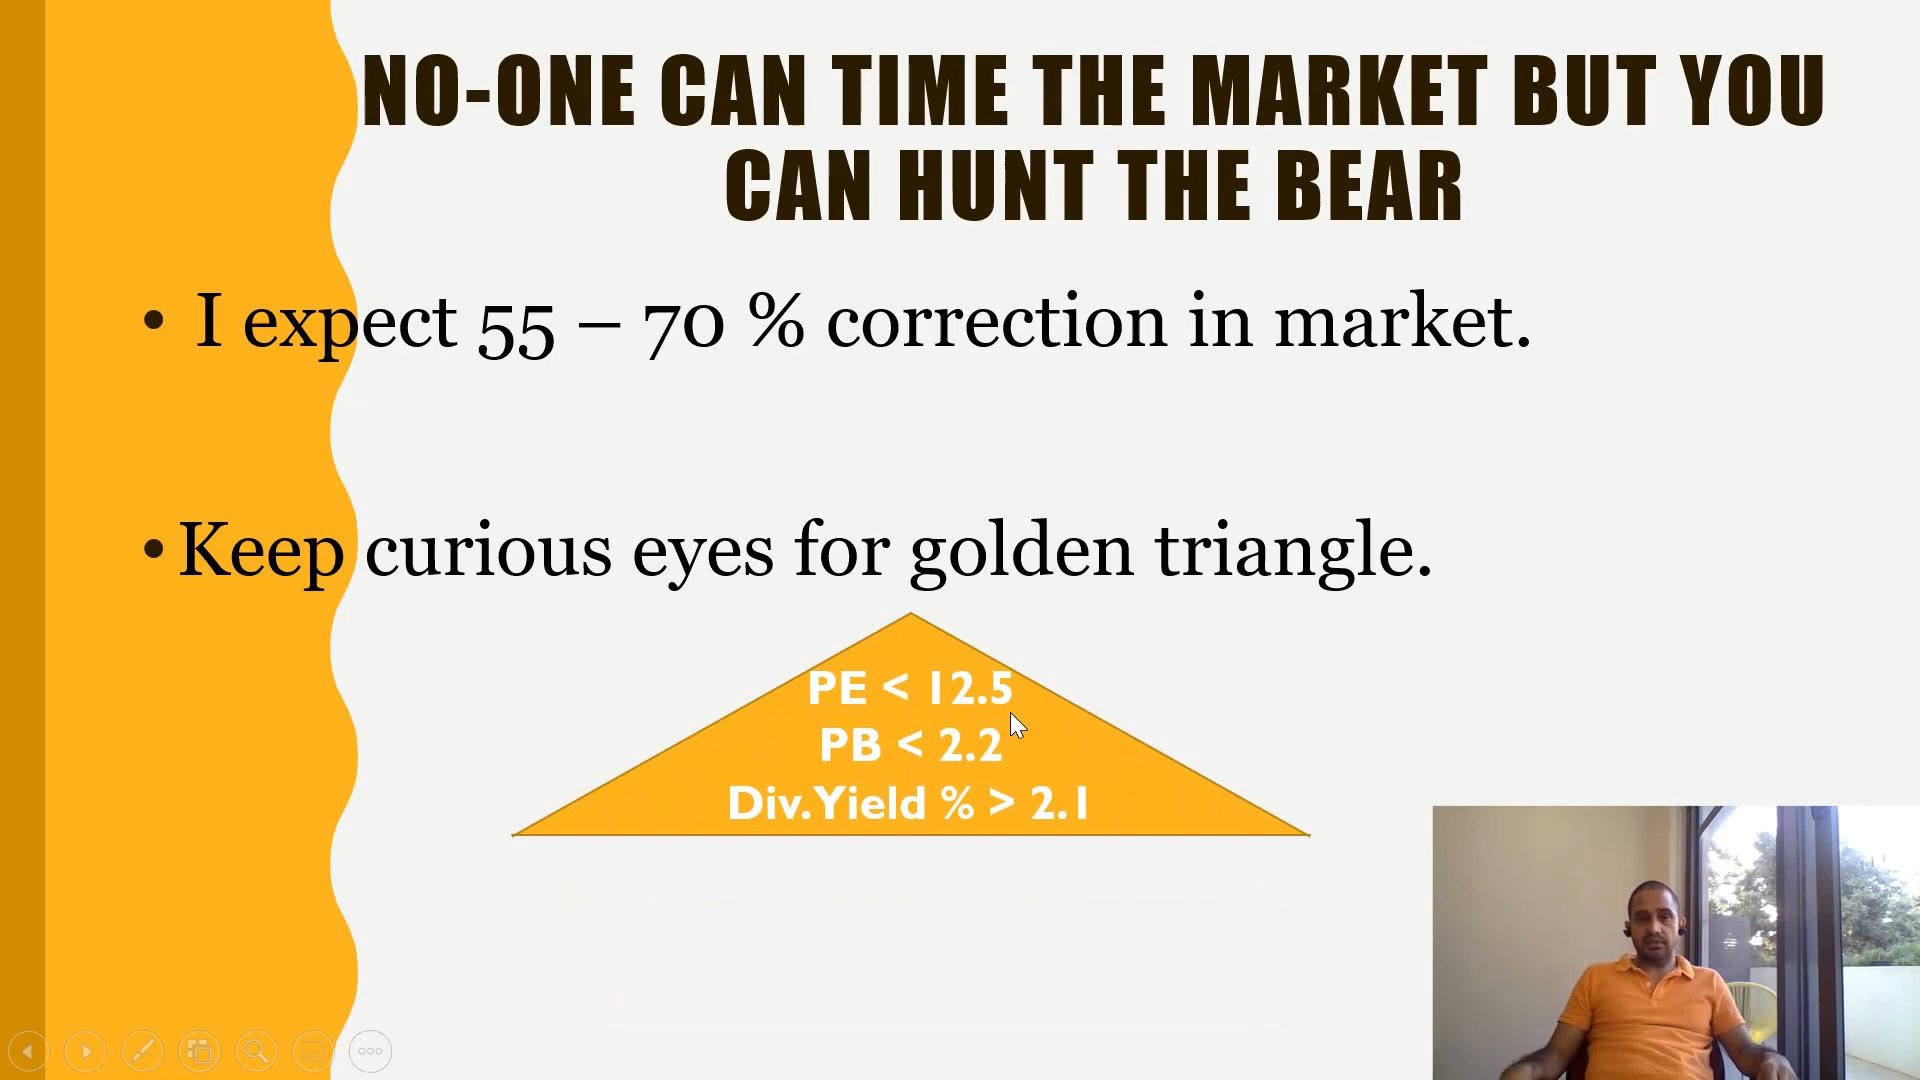 NO-ONE CAN TIME THE MARKET BUT YOU
CAN HUNT THE BEAR
• I expect 55 – 70 % correction in market.
• Keep curious eyes for golden triangle.
PE < 12.5
PB < 2.2
Div.Yield % > 2.1